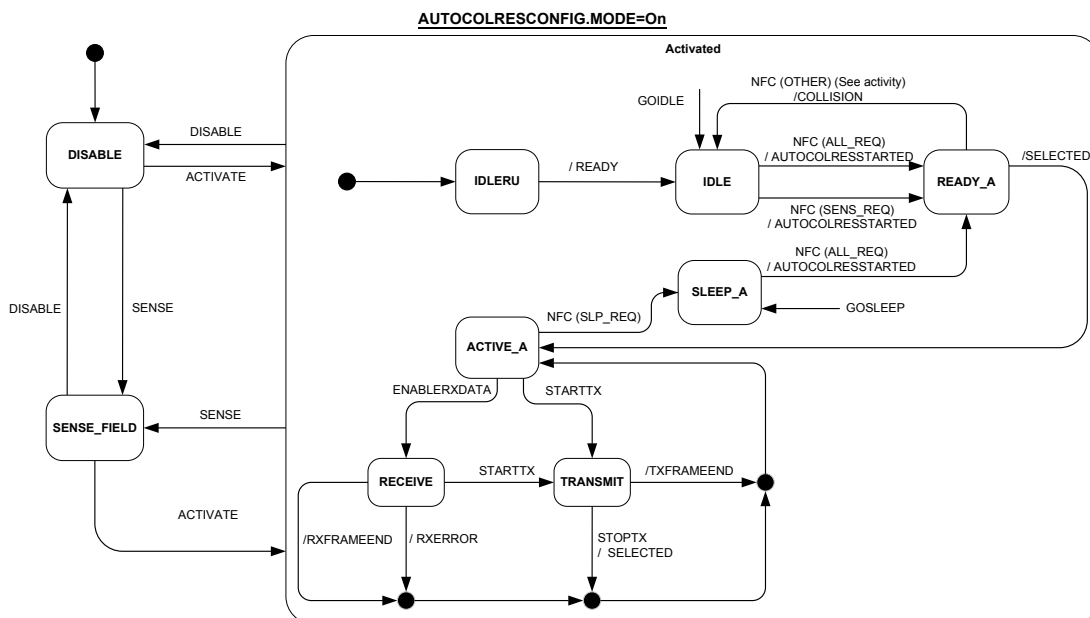 AUTOCOLRESCONFIG.MODE=On
Activated
NFC (OTHER) (See activity)
/COLLISION
GOIDLE
DISABLE
DISABLE
ACTIVATE
NFC (ALL_REQ)
/ AUTOCOLRESSTARTED
/SELECTED
/ READY
IDLERU
IDLE
READY_A
NFC (SENS_REQ)
/ AUTOCOLRESSTARTED
NFC (ALL_REQ)
/ AUTOCOLRESSTARTED
DISABLE
SENSE
SLEEP_A
GOSLEEP
NFC (SLP_REQ)
ACTIVE_A
ENABLERXDATA
STARTTX
SENSE_FIELD
SENSE
RECEIVE
STARTTX
TRANSMIT
/TXFRAMEEND
ACTIVATE
/RXFRAMEEND
/ RXERROR
STOPTX
/ SELECTED